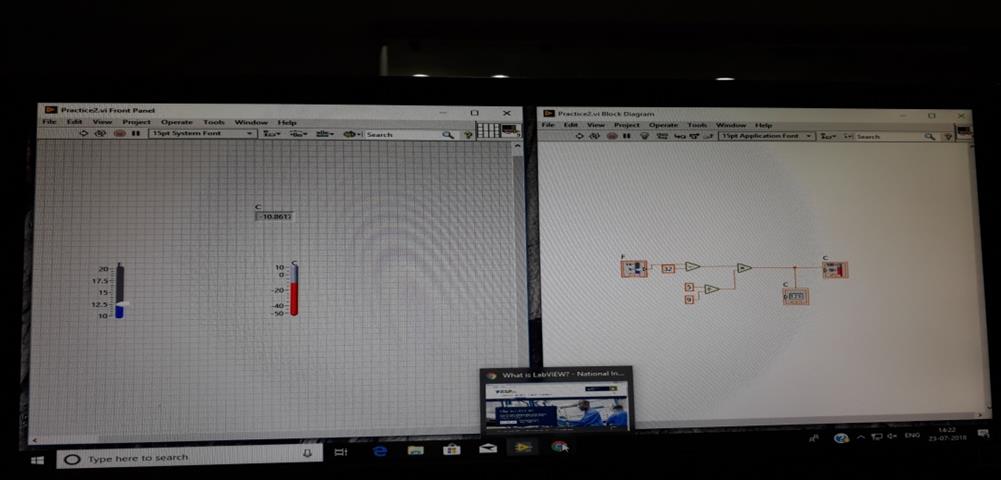 Practice2.vi Front Panel
File Edit View Project Operate Tools Window Help
15pt System Font
Search
C
-10.8617
F
20
17.5
15
12.5
10
C
10
0
-20
-40
-50
Practice2.vi Block Diagram
File Edit View Project Operate Tools Window Help
15pt Application Font
Search
F
32
5
9
C
C
What is LabVIEW? - National In...
Type here to search
ENG
14:22
23-07-2018